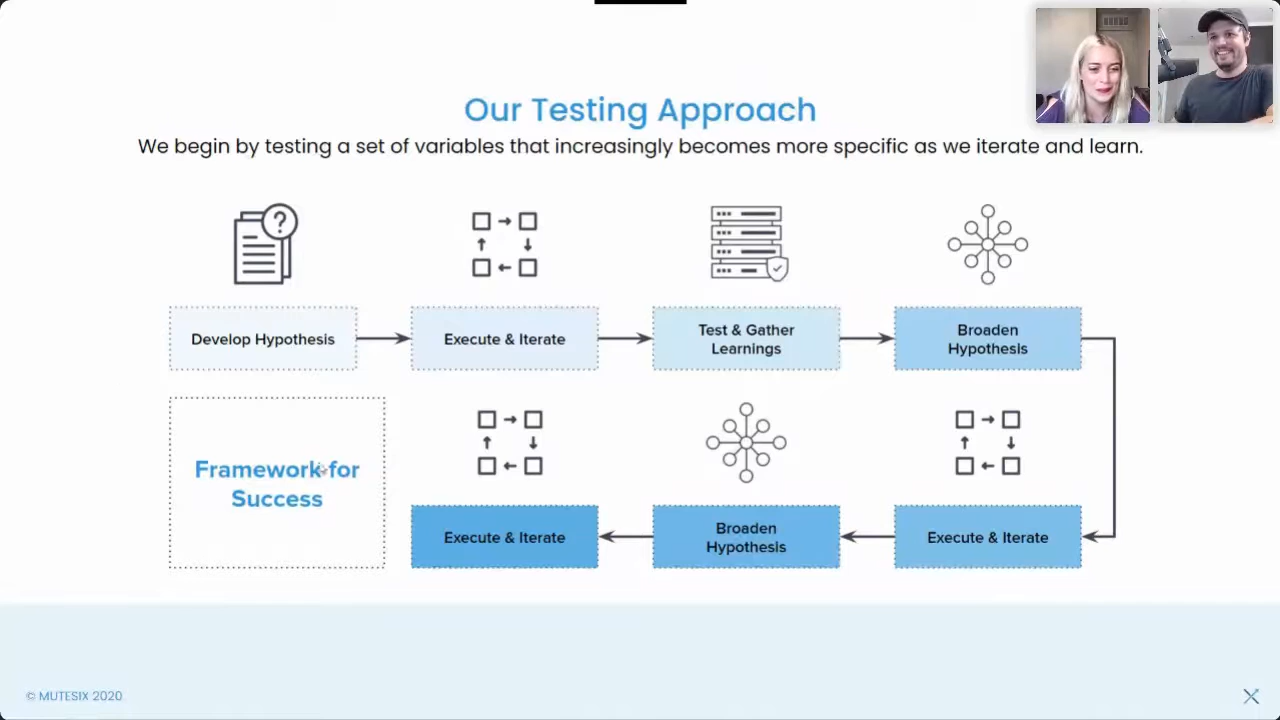 Our Testing Approach
We begin by testing a set of variables that increasingly becomes more specific as we iterate and learn.
Develop Hypothesis
Execute & Iterate
Test & Gather
Learnings
Broaden
Hypothesis
Execute & Iterate
Broaden
Hypothesis
Execute & Iterate
Framework for
Success
© MUTESIX 2020